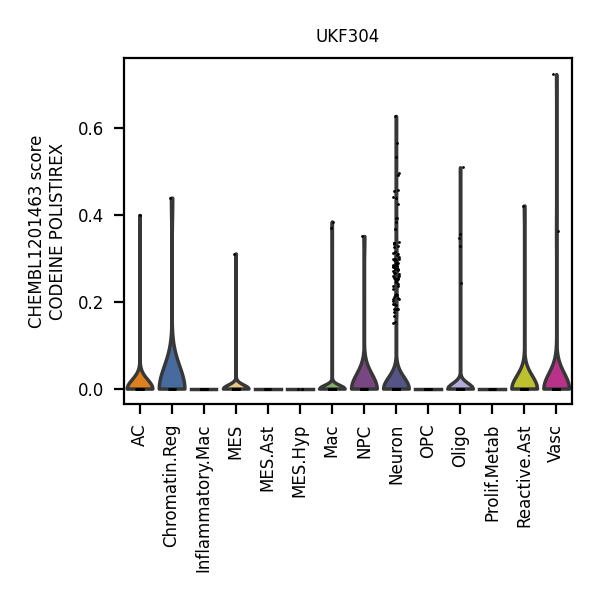 UKF304
CHEMBL1201463 score
CODEINE POLISTIREX
0.6
0.4
0.2
0.0
AC
Chromatin.Reg
Inflammatory.Mac
MES
MES.Ast
MES.Hyp
Mac
NPC
Neuron
OPC
Oligo
Prolif.Metab
Reactive.Ast
Vasc